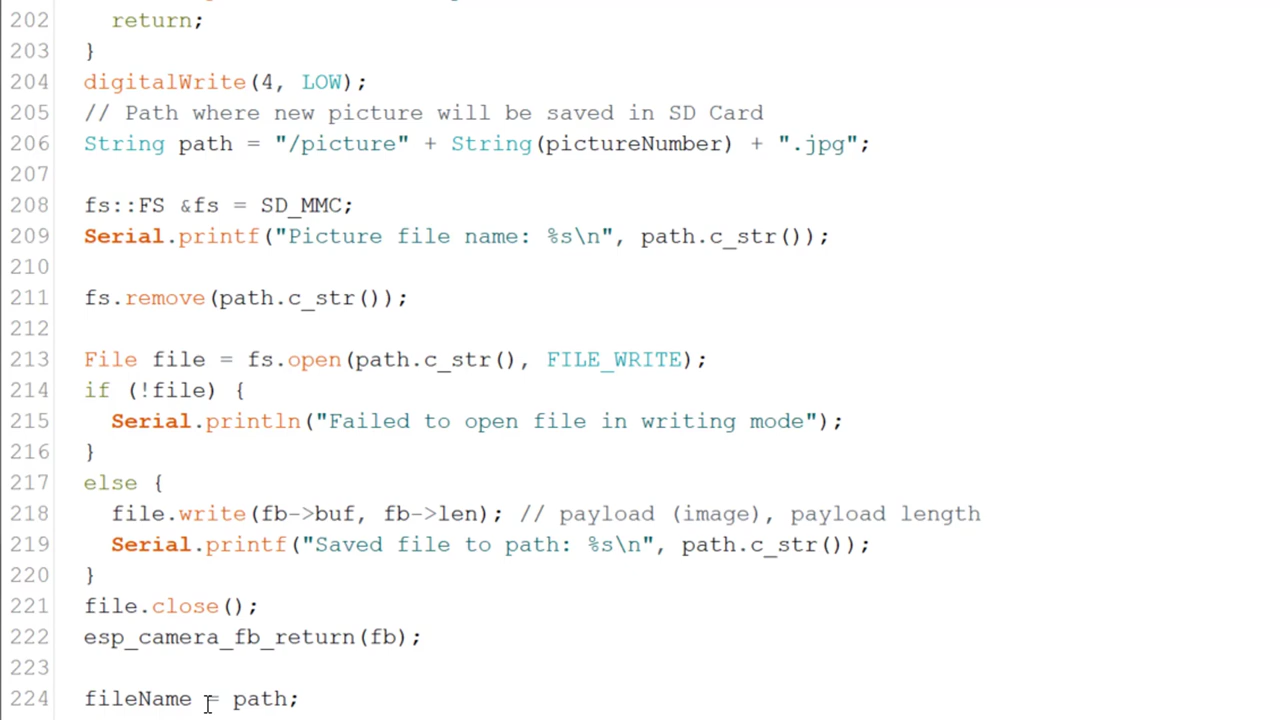 202 return;
203 }
204 digitalWrite(4, LOW);
205 // Path where new picture will be saved in SD Card
206 String path = "/picture" + String(pictureNumber) + ".jpg";
207
208 fs::FS &fs = SD_MMC;
209 Serial.printf("Picture file name: %s\n", path.c_str());
210
211 fs.remove(path.c_str());
212
213 File file = fs.open(path.c_str(), FILE_WRITE);
214 if (!file) {
215 Serial.println("Failed to open file in writing mode");
216 }
217 else {
218 file.write(fb->buf, fb->len); // payload (image), payload length
219 Serial.printf("Saved file to path: %s\n", path.c_str());
220 }
221 file.close();
222 esp_camera_fb_return(fb);
223
224 fileName = path;